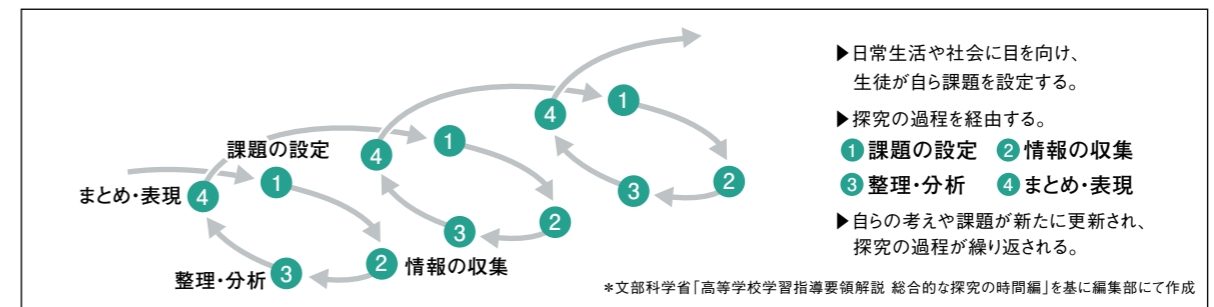 課題の設定
まとめ・表現
整理・分析
情報の収集
1
2
3
4
1
2
3
4
1
2
3
4
▶日常生活や社会に目を向け、
生徒が自ら課題を設定する。
▶探究の過程を経由する。
1 課題の設定 2 情報の収集
3 整理・分析 4 まとめ・表現
▶自らの考えや課題が新たに更新され、
探究の過程が繰り返される。
*文部科学省「高等学校学習指導要領解説 総合的な探究の時間編」を基に編集部にて作成